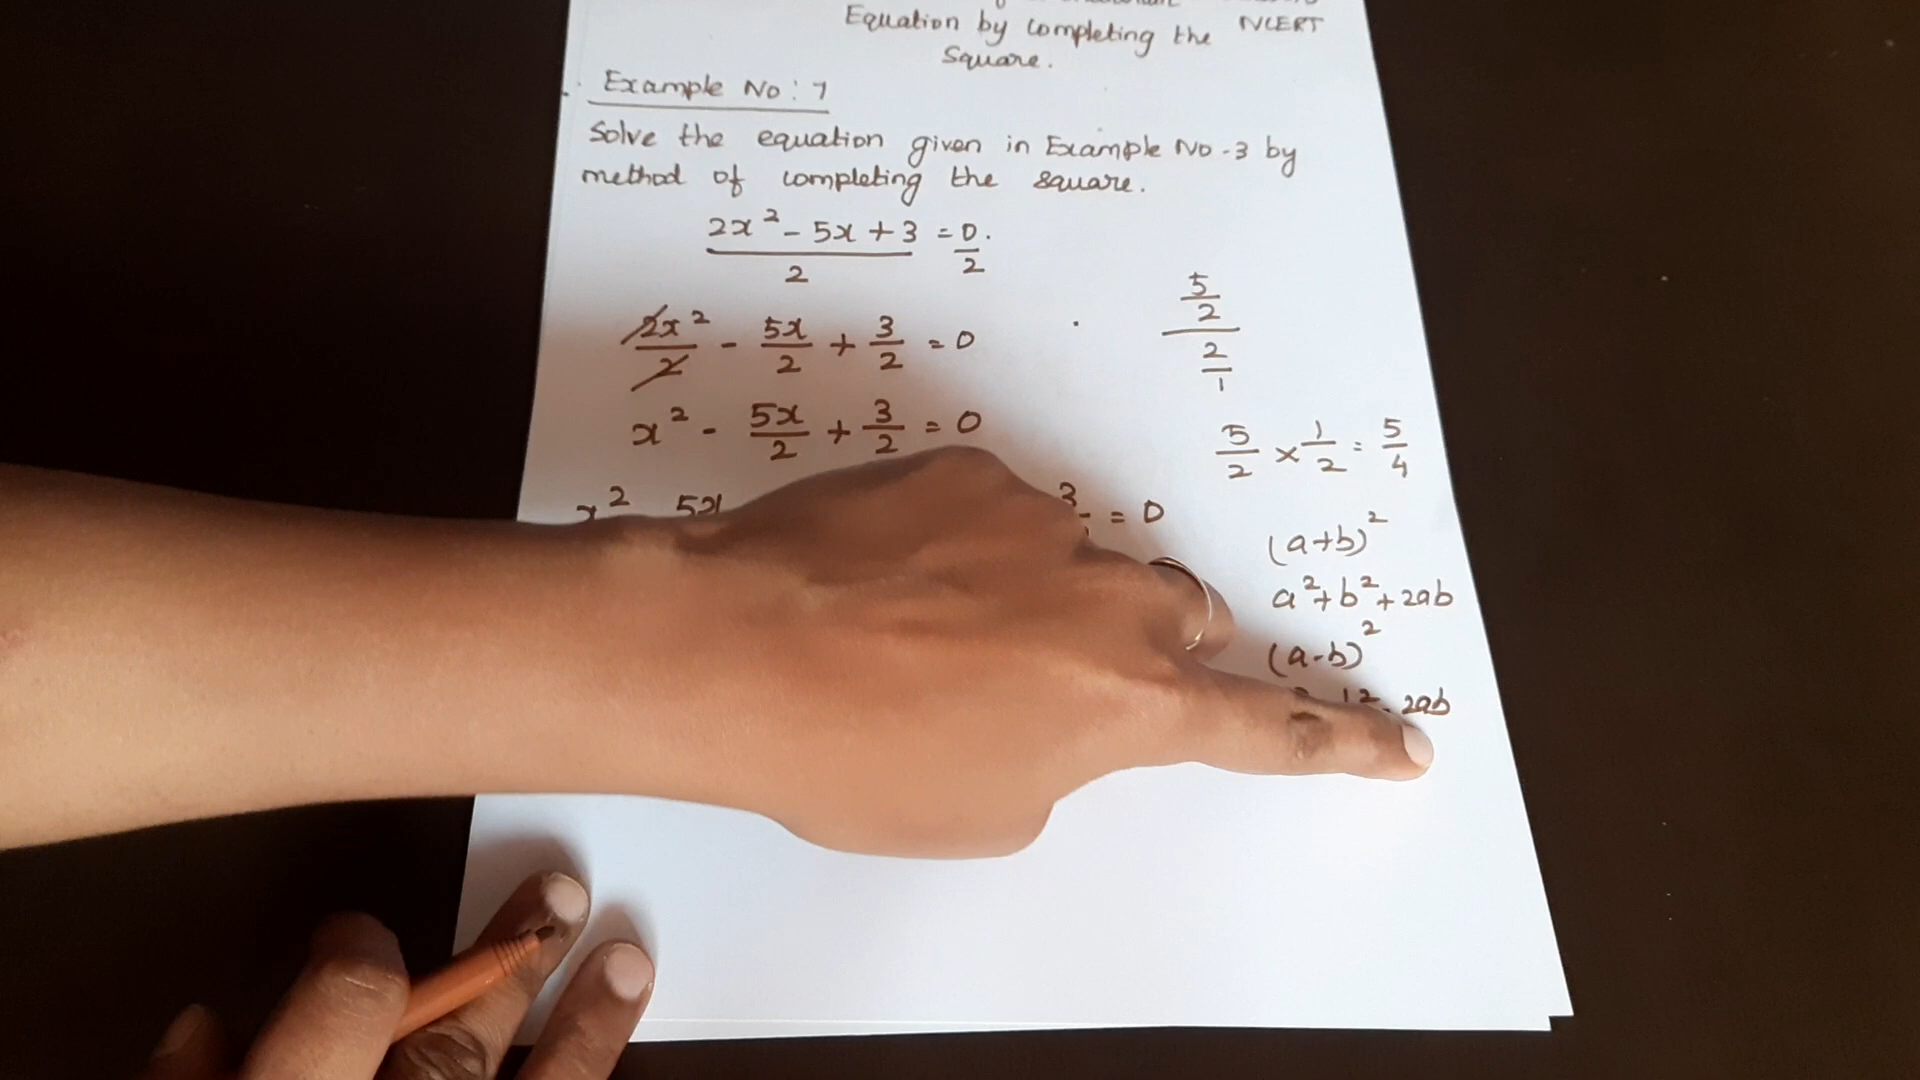 Equation by completing the NCERT
Square.
Example No: 7
Solve the equation given in Example No-3 by
method of completing the square.
2x² - 5x + 3 = 0.
2 2
2x²/2 - 5x/2 + 3/2 = 0
x² - 5x/2 + 3/2 = 0
x² 5x 3 = 0
5/2
2/1
5/2 × 1/2 = 5/4
(a+b)²
a²+b²+2ab
(a-b)²
2ab